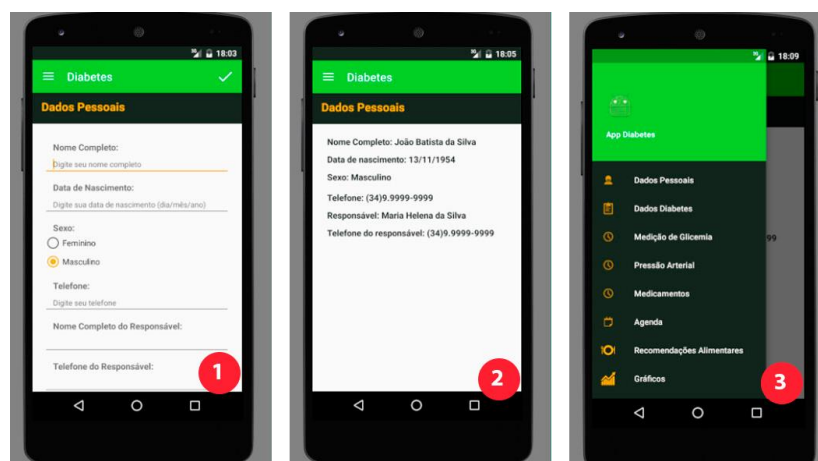 18:03
Diabetes
Dados Pessoais
Nome Completo:
Digite seu nome completo
Data de Nascimento:
Digite sua data de nascimento (dia/mês/ano)
Sexo:
Feminino
Masculino
Telefone:
Digite seu telefone
Nome Completo do Responsável:
Telefone do Responsável:
1
18:05
Diabetes
Dados Pessoais
Nome Completo: João Batista da Silva
Data de nascimento: 13/11/1954
Sexo: Masculino
Telefone: (34)9.9999-9999
Responsável: Maria Helena da Silva
Telefone do responsável: (34)9.9999-9999
2
18:09
App Diabetes
Dados Pessoais
Dados Diabetes
Medição de Glicemia
99
Pressão Arterial
Medicamentos
Agenda
Recomendações Alimentares
Gráficos
3